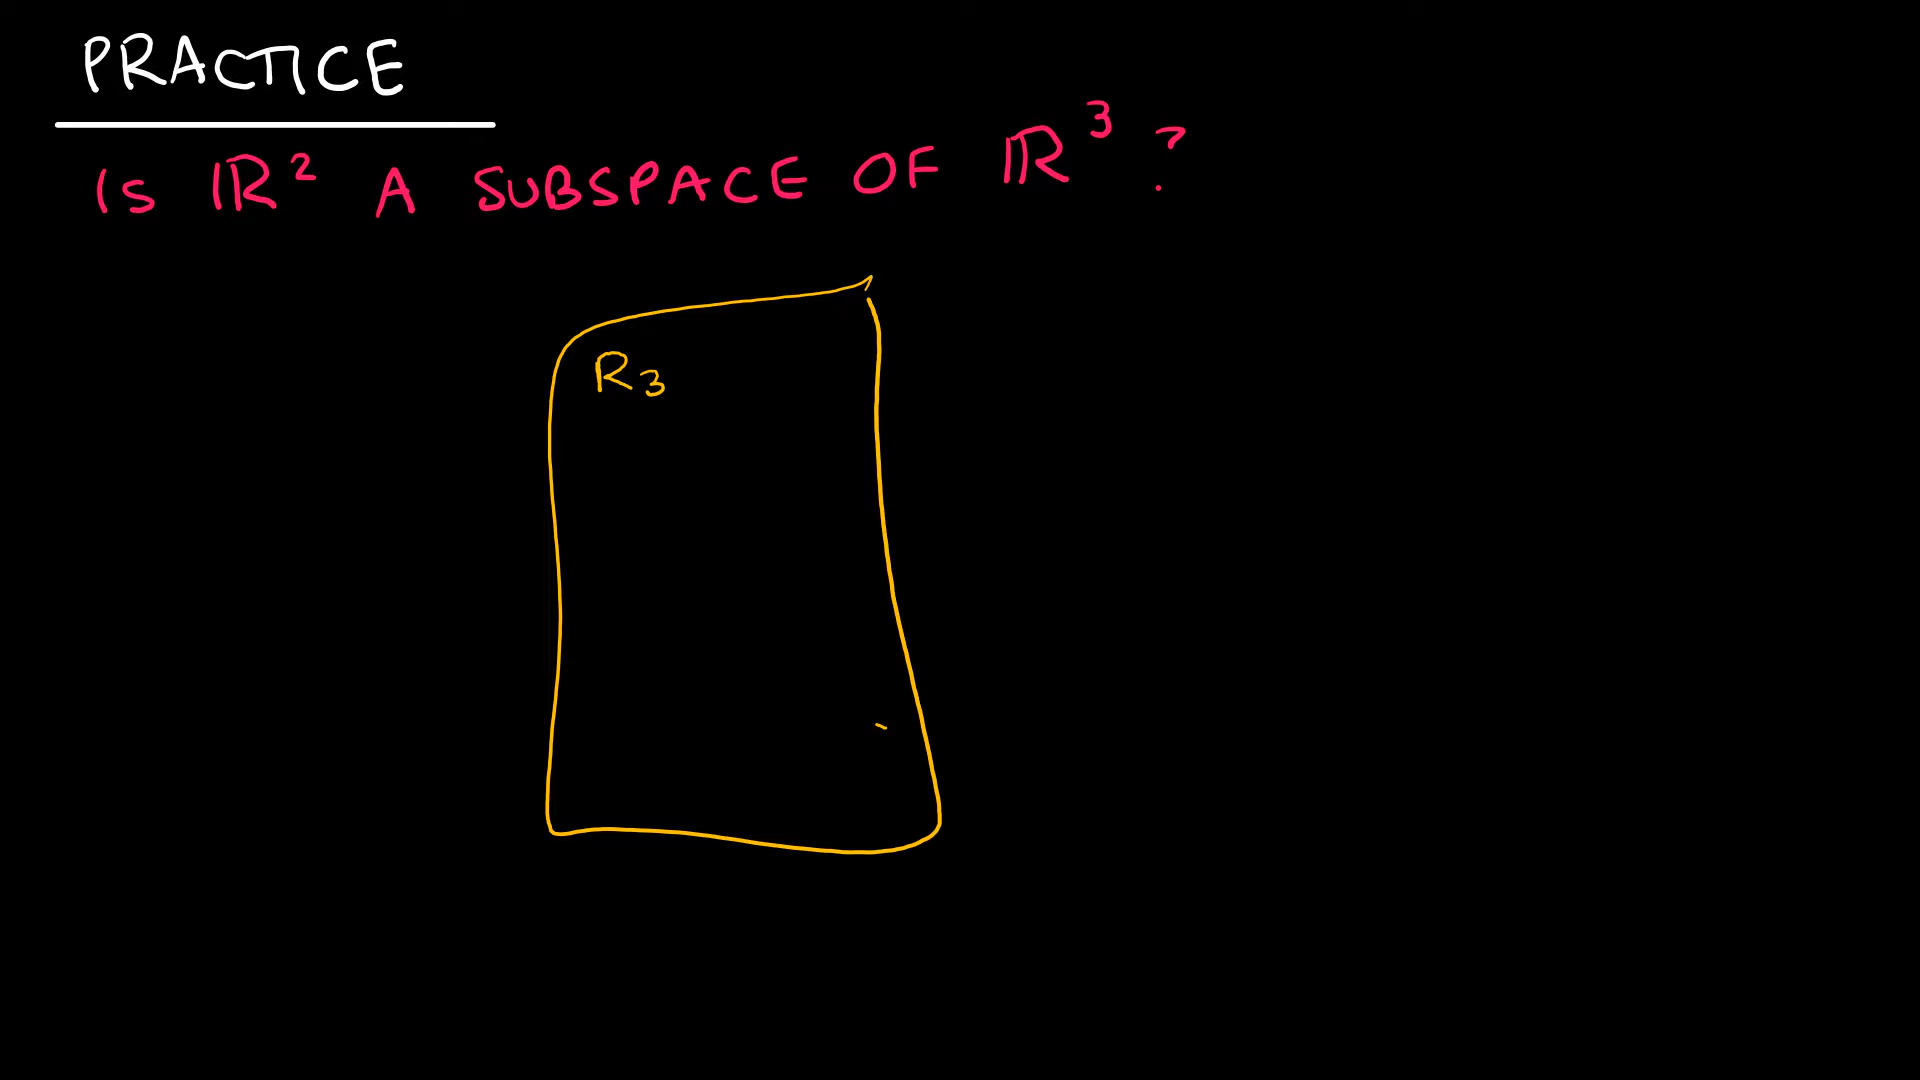 PRACTICE
IS ℝ² A SUBSPACE OF ℝ³ ?
R₃